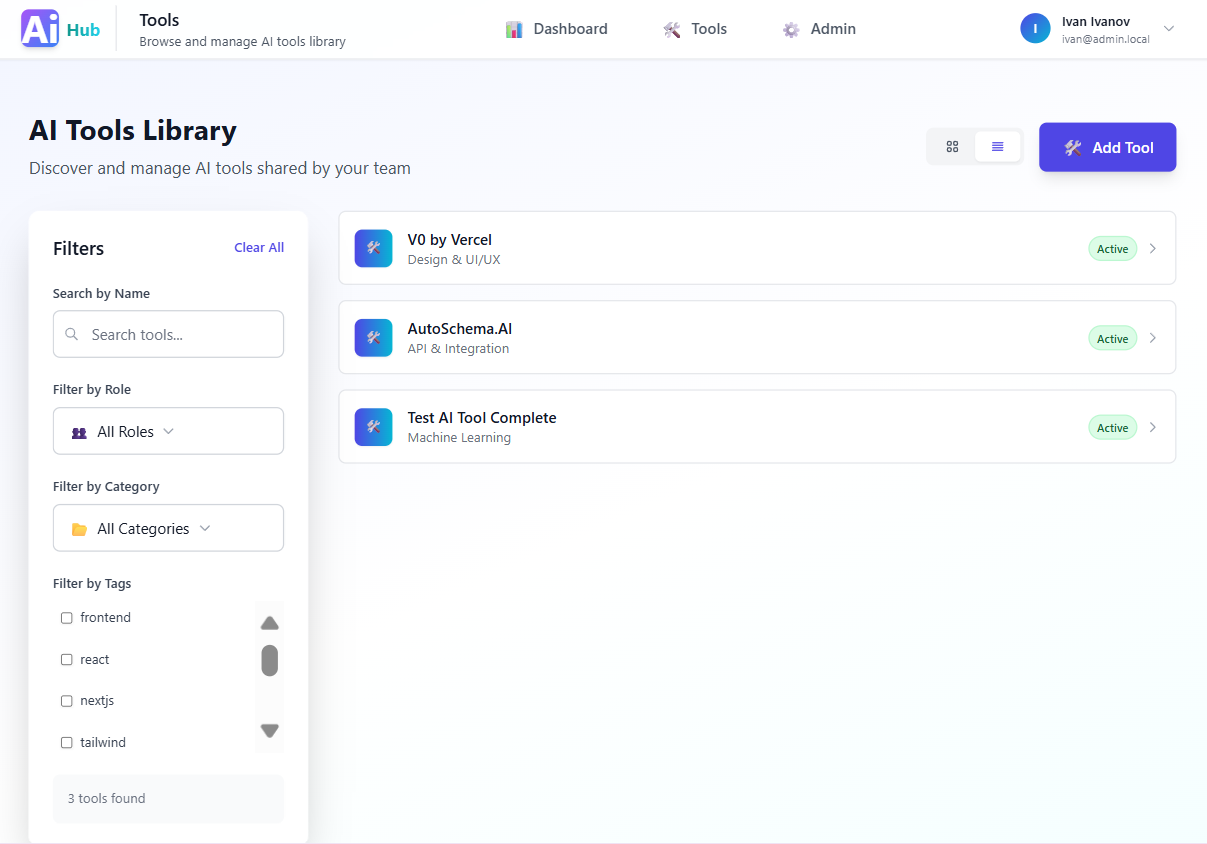 Ai Hub
Tools
Browse and manage AI tools library
Dashboard
Tools
Admin
I
Ivan Ivanov
ivan@admin.local
AI Tools Library
Discover and manage AI tools shared by your team
Add Tool
Filters
Clear All
Search by Name
Search tools...
Filter by Role
All Roles
Filter by Category
All Categories
Filter by Tags
frontend
react
nextjs
tailwind
3 tools found
V0 by Vercel
Design & UI/UX
Active
AutoSchema.AI
API & Integration
Active
Test AI Tool Complete
Machine Learning
Active